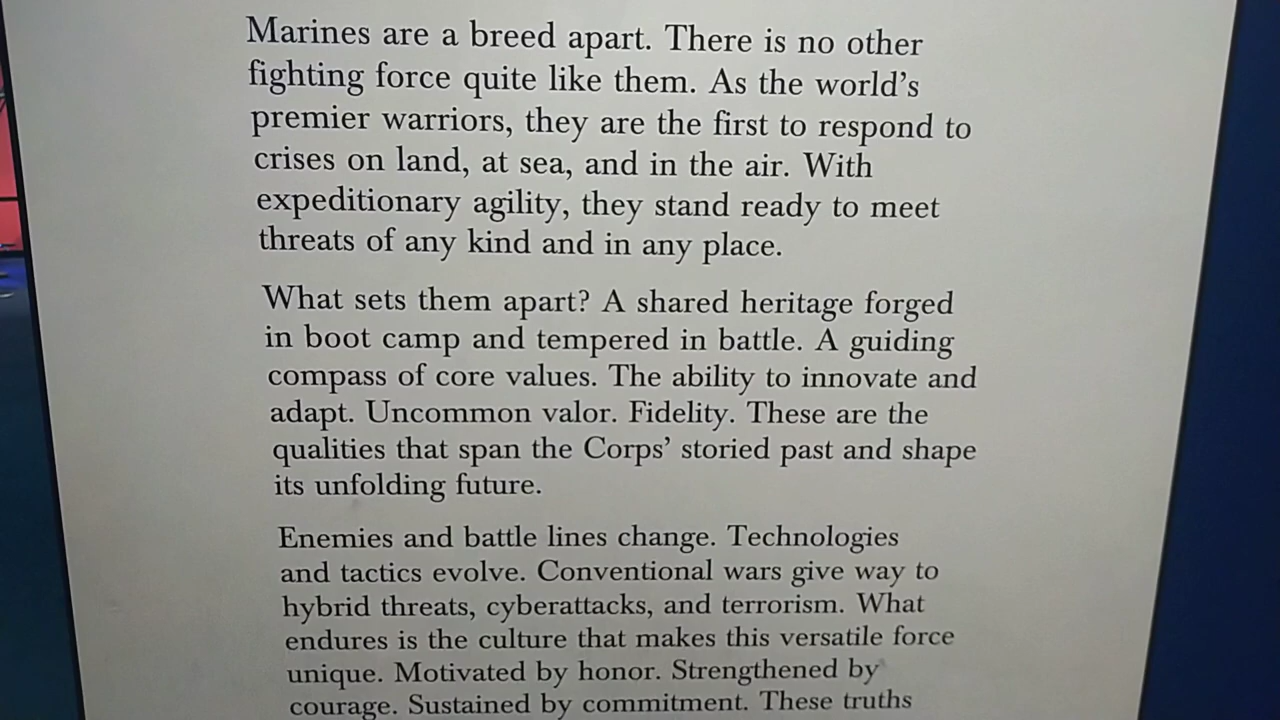 Marines are a breed apart. There is no other
fighting force quite like them. As the world’s
premier warriors, they are the first to respond to
crises on land, at sea, and in the air. With
expeditionary agility, they stand ready to meet
threats of any kind and in any place.
What sets them apart? A shared heritage forged
in boot camp and tempered in battle. A guiding
compass of core values. The ability to innovate and
adapt. Uncommon valor. Fidelity. These are the
qualities that span the Corps’ storied past and shape
its unfolding future.
Enemies and battle lines change. Technologies
and tactics evolve. Conventional wars give way to
hybrid threats, cyberattacks, and terrorism. What
endures is the culture that makes this versatile force
unique. Motivated by honor. Strengthened by
courage. Sustained by commitment. These truths